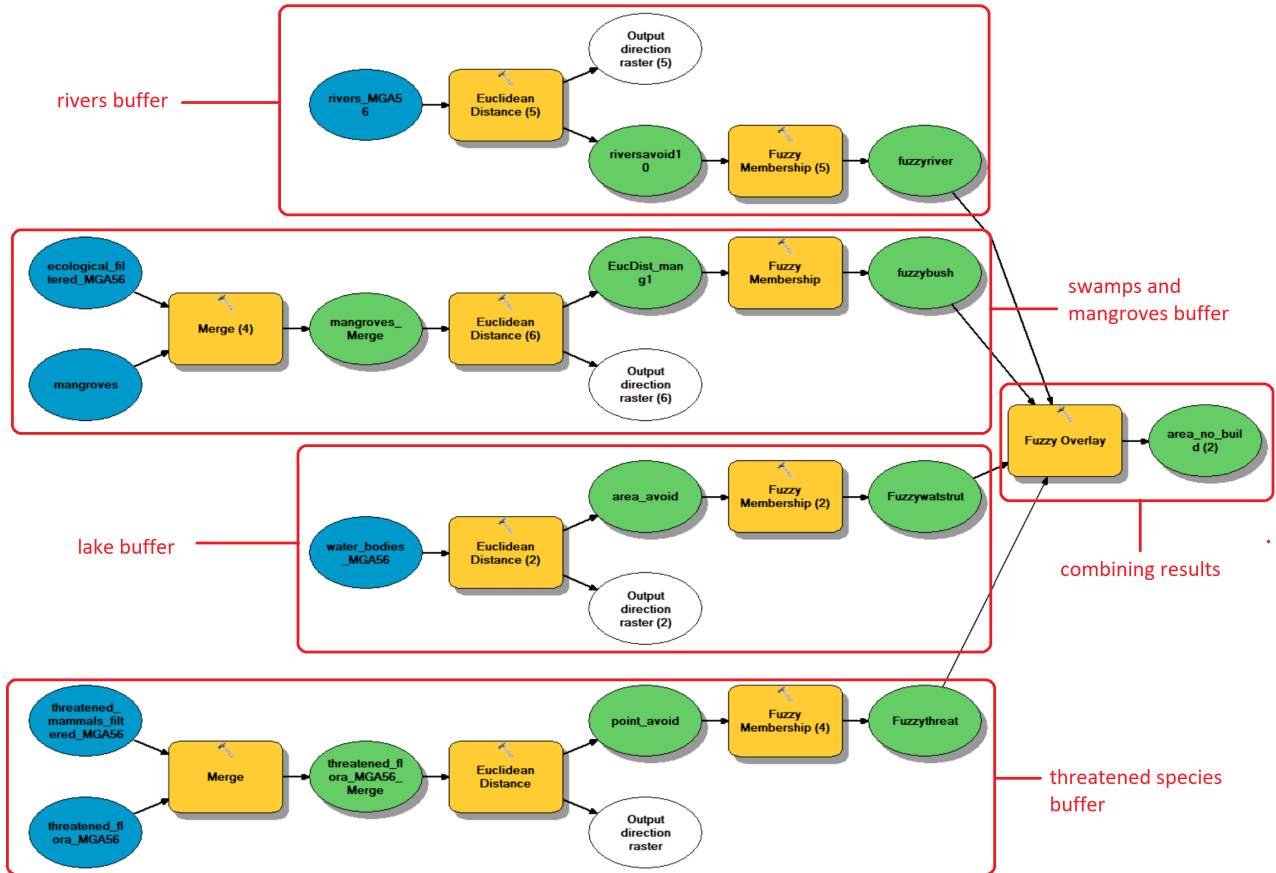 Output
direction
raster (5)
rivers buffer
rivers_MGA5
6
Euclidean
Distance (5)
riversavoid1
0
Fuzzy
Membership (5)
fuzzyriver
ecological_fil
tered_MGA56
mangroves
Merge (4)
mangroves_
Merge
Euclidean
Distance (6)
EucDist_man
g1
Fuzzy
Membership
fuzzybush
Output
direction
raster (6)
swamps and
mangroves buffer
Fuzzy Overlay
area_no_buil
d (2)
combining results
lake buffer
water_bodies
_MGA56
Euclidean
Distance (2)
area_avoid
Fuzzy
Membership (2)
Fuzzywatstrut
Output
direction
raster (2)
threatened_
mammals_filt
ered_MGA56
threatened_fl
ora_MGA56
Merge
threatened_fl
ora_MGA56_
Merge
Euclidean
Distance
point_avoid
Fuzzy
Membership (4)
Fuzzythreat
Output
direction
raster
threatened species
buffer